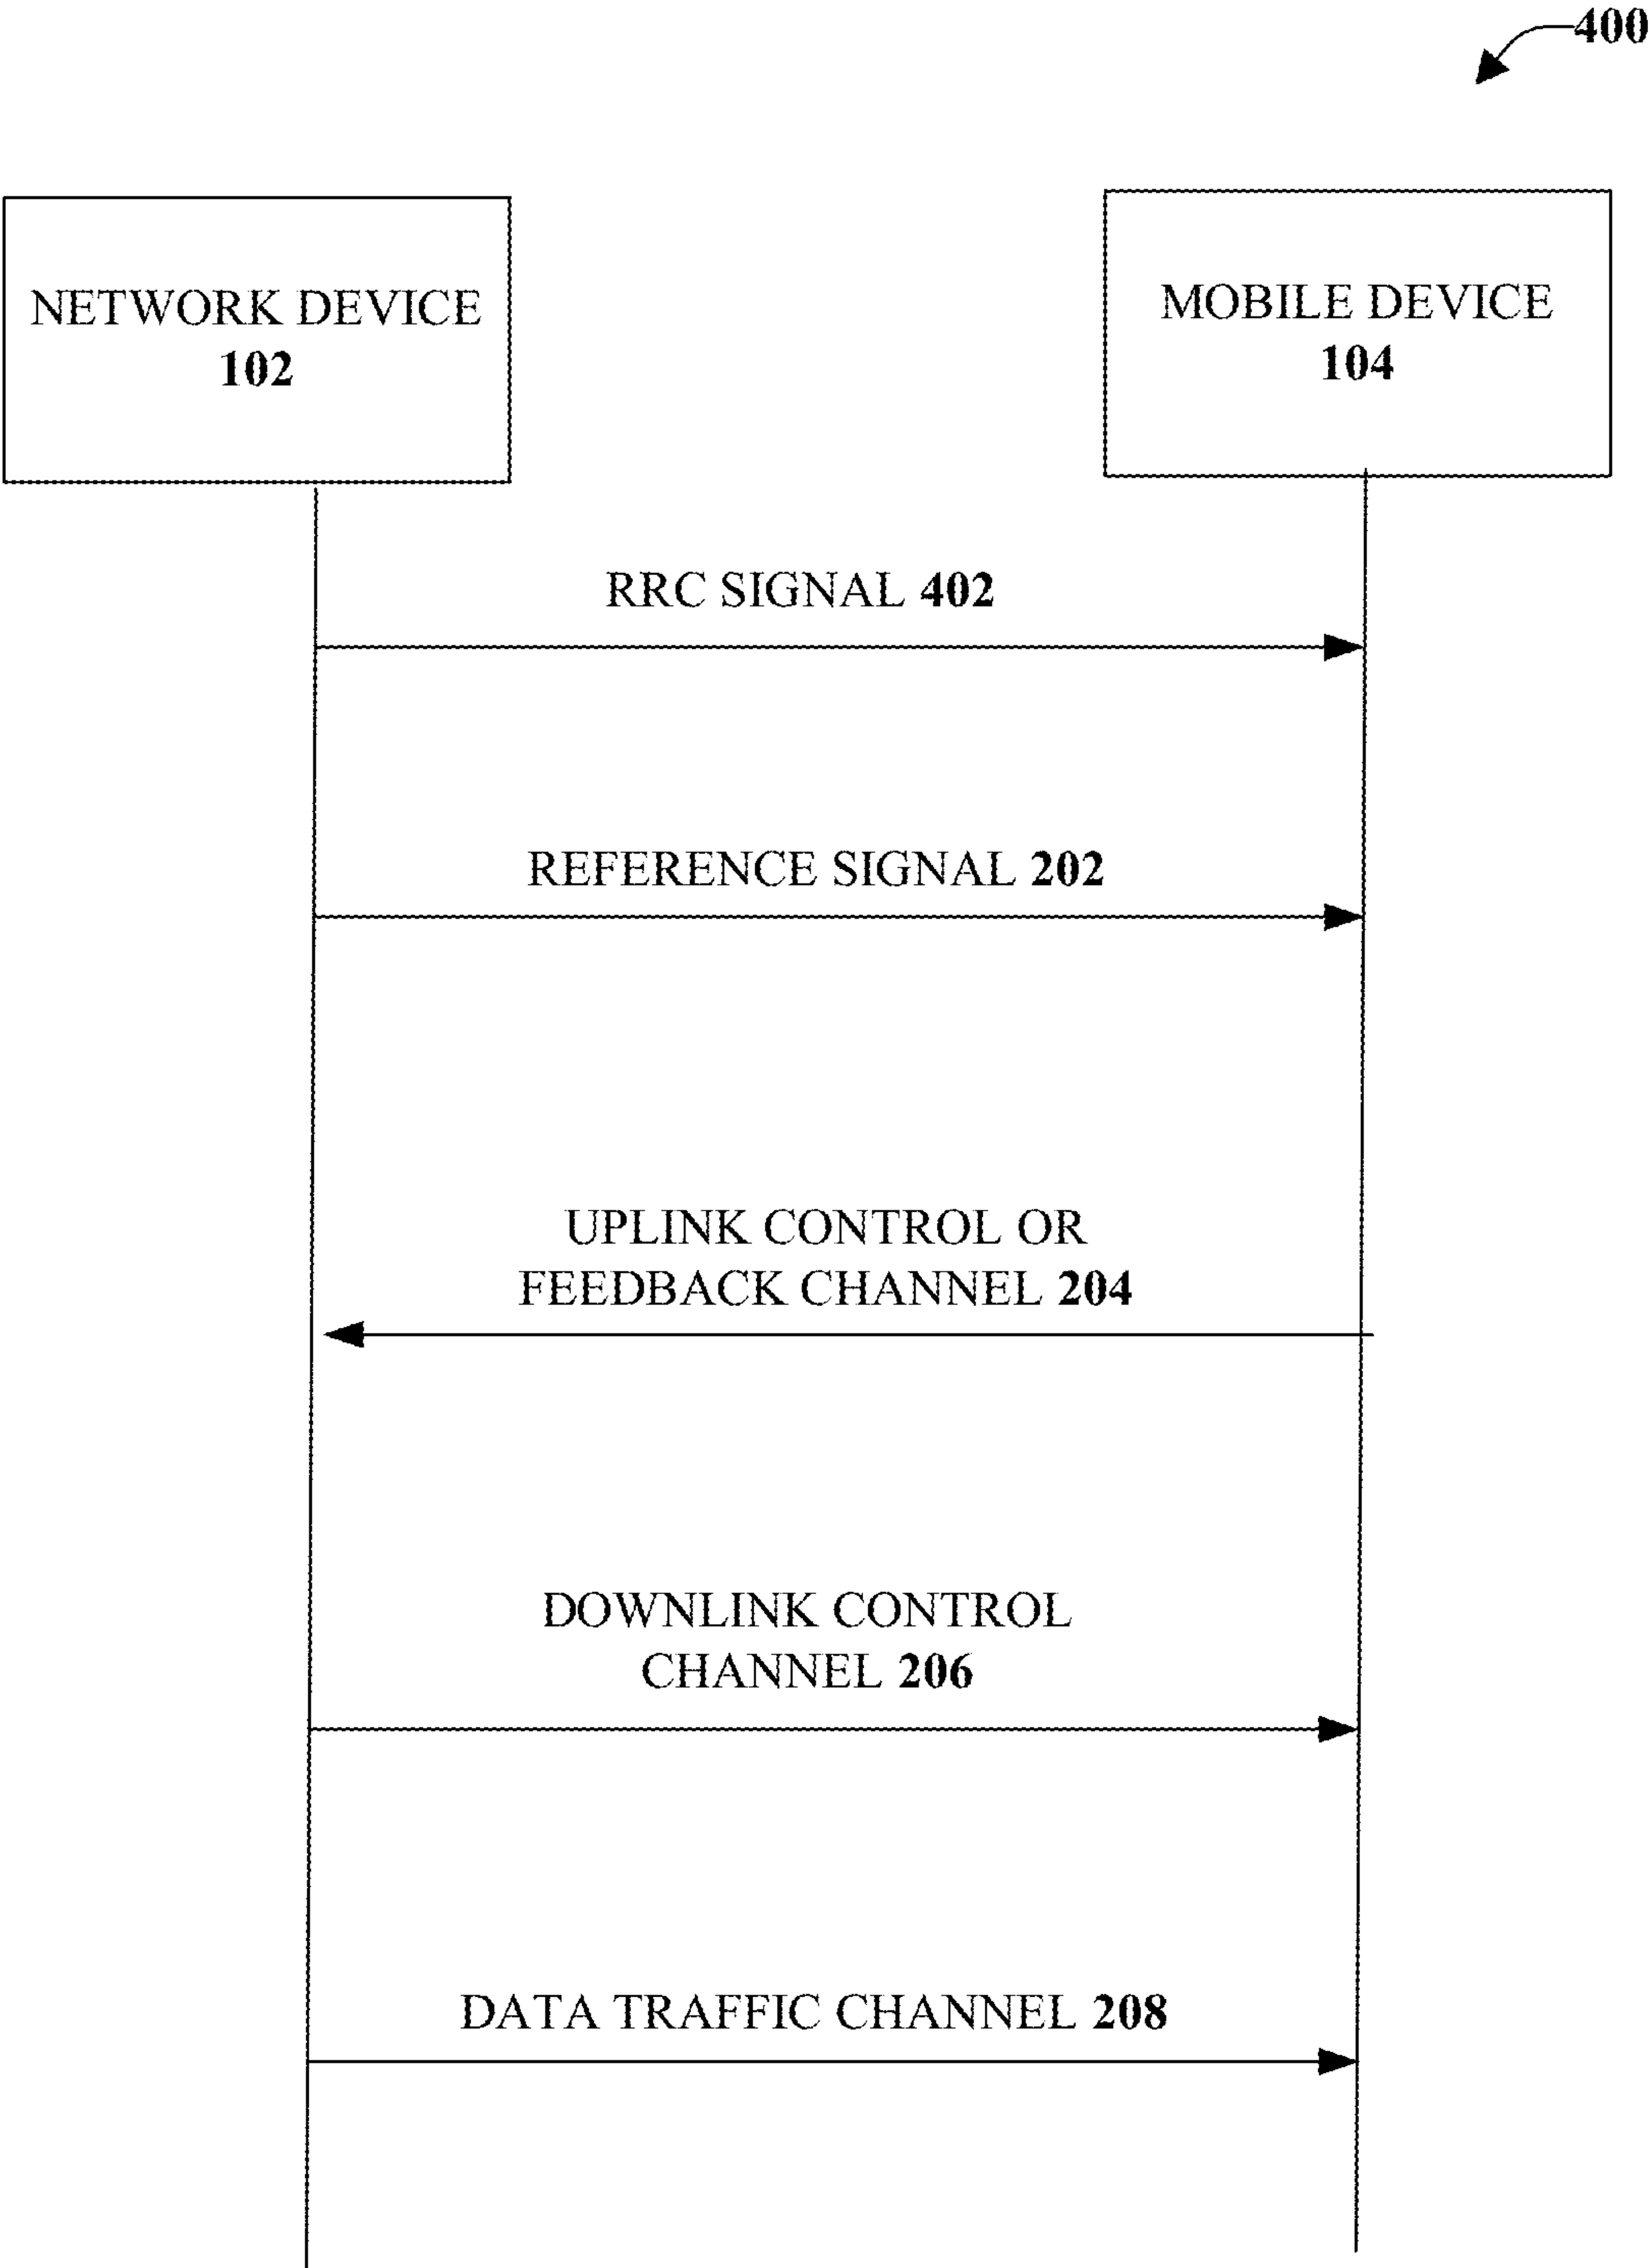 400
NETWORK DEVICE
102
MOBILE DEVICE
104
RRC SIGNAL 402
REFERENCE SIGNAL 202
UPLINK CONTROL OR
FEEDBACK CHANNEL 204
DOWNLINK CONTROL
CHANNEL 206
DATA TRAFFIC CHANNEL 208